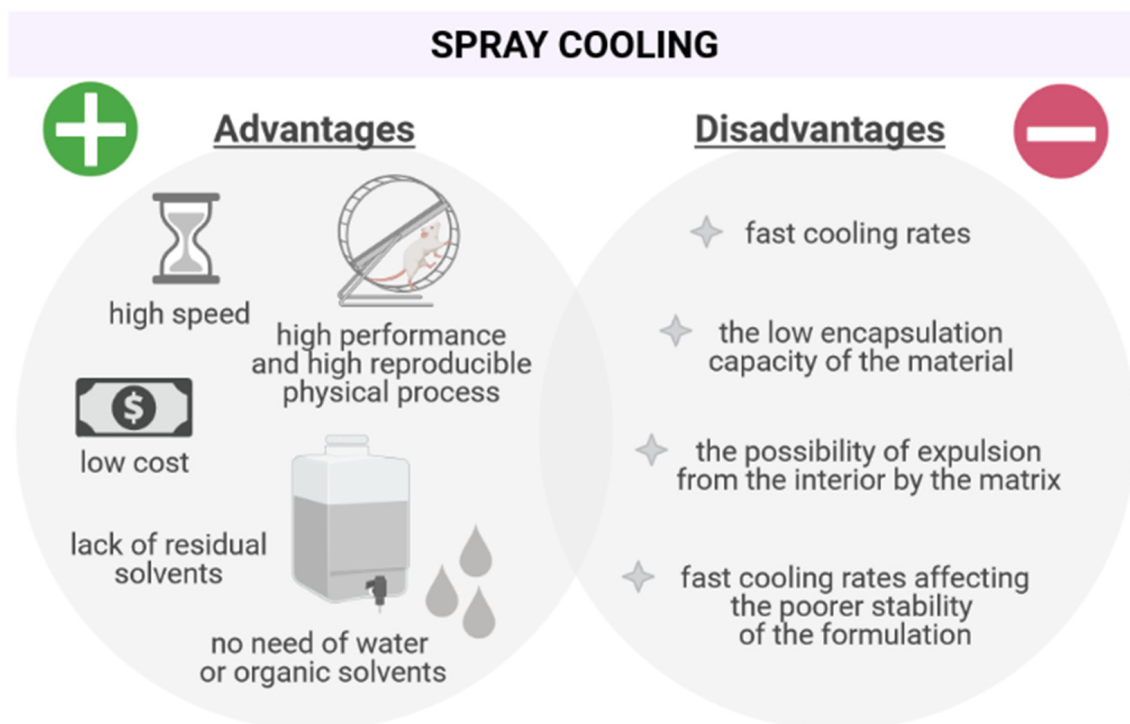 SPRAY COOLING
Advantages
high speed
high performance
and high reproducible
physical process
$
low cost
lack of residual
solvents
no need of water
or organic solvents
Disadvantages
fast cooling rates
the low encapsulation
capacity of the material
the possibility of expulsion
from the interior by the matrix
fast cooling rates affecting
the poorer stability
of the formulation